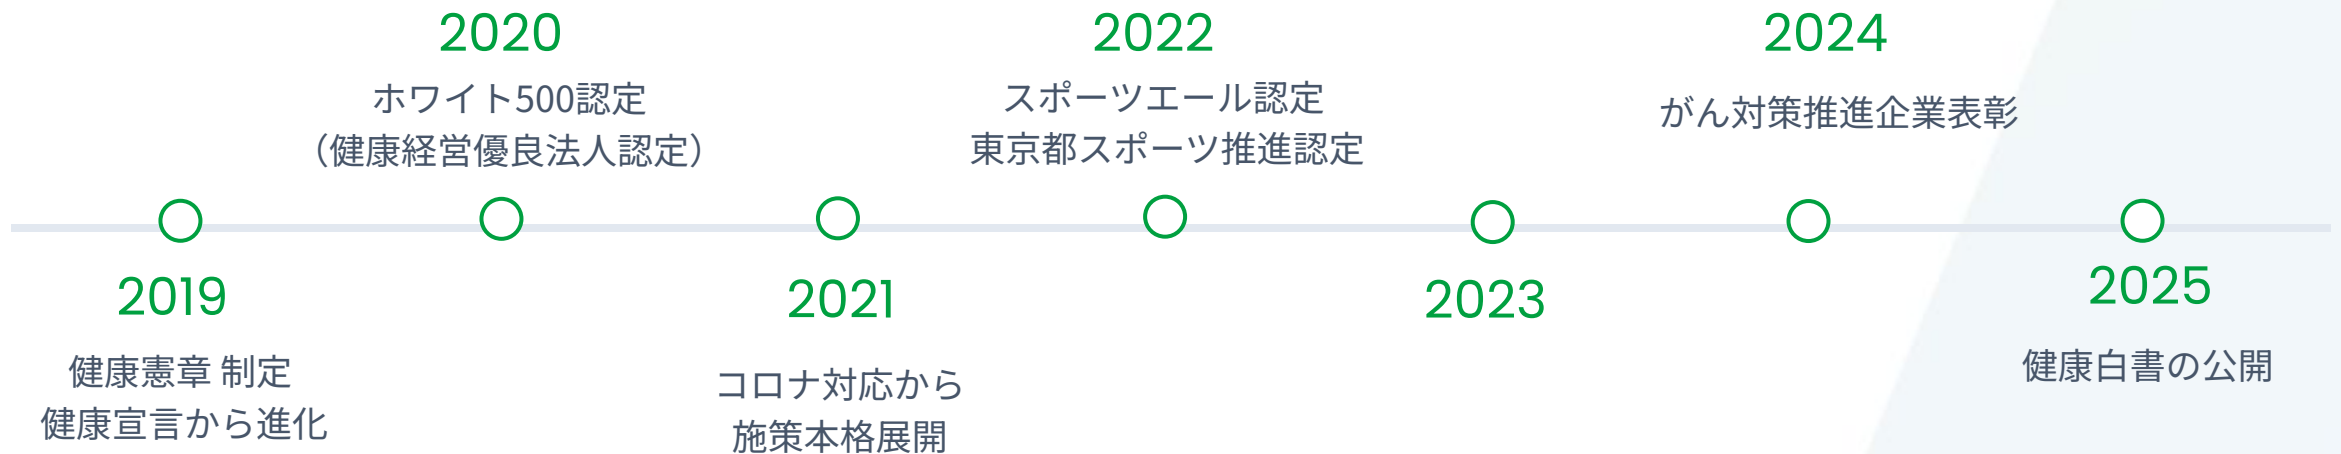 2019
健康憲章 制定
健康宣言から進化
2020
ホワイト500認定
（健康経営優良法人認定）
2021
コロナ対応から
施策本格展開
2022
スポーツエール認定
東京都スポーツ推進認定
2023
2024
がん対策推進企業表彰
2025
健康白書の公開